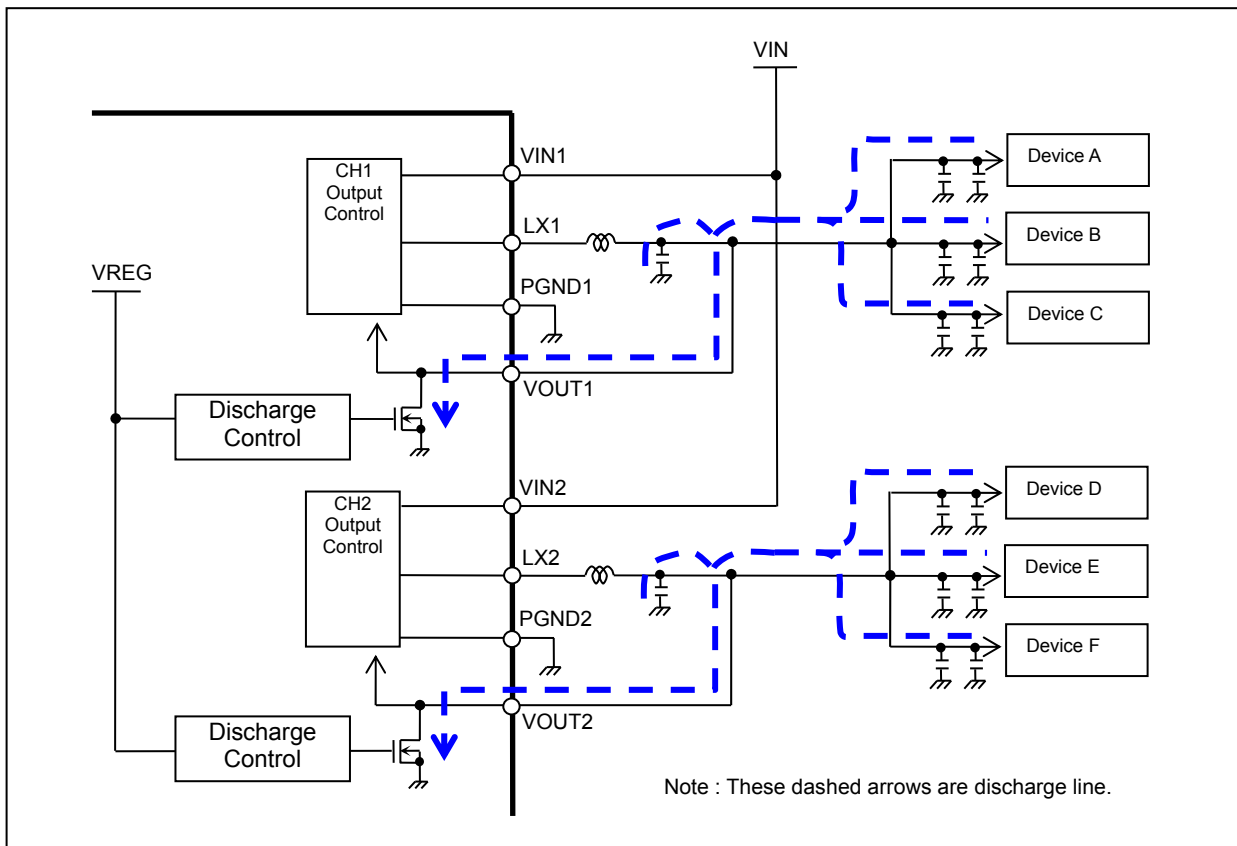 VIN
VIN1
CH1
Output
Control
LX1
VREG
PGND1
VOUT1
Discharge
Control
Device A
Device B
Device C
VIN2
CH2
Output
Control
LX2
PGND2
VOUT2
Discharge
Control
Device D
Device E
Device F
Note : These dashed arrows are discharge line.